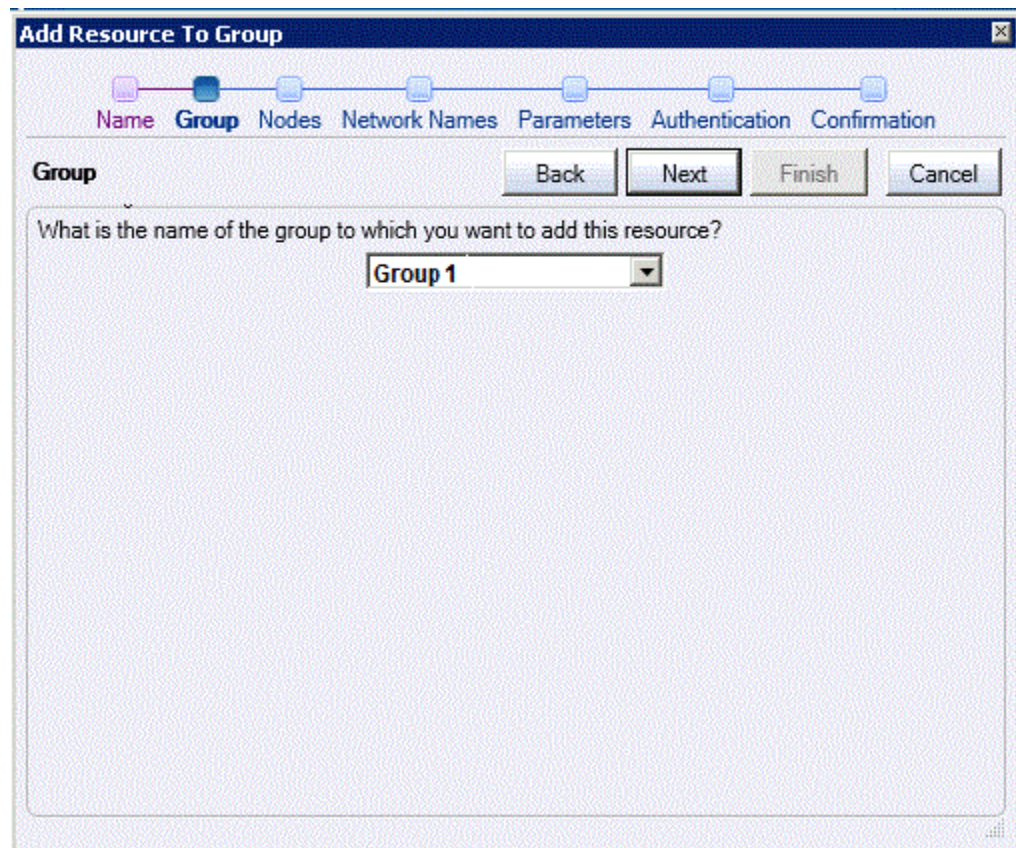 Add Resource To Group
Name Group Nodes Network Names Parameters Authentication Confirmation
Group Back Next Finish Cancel
What is the name of the group to which you want to add this resource?
Group 1